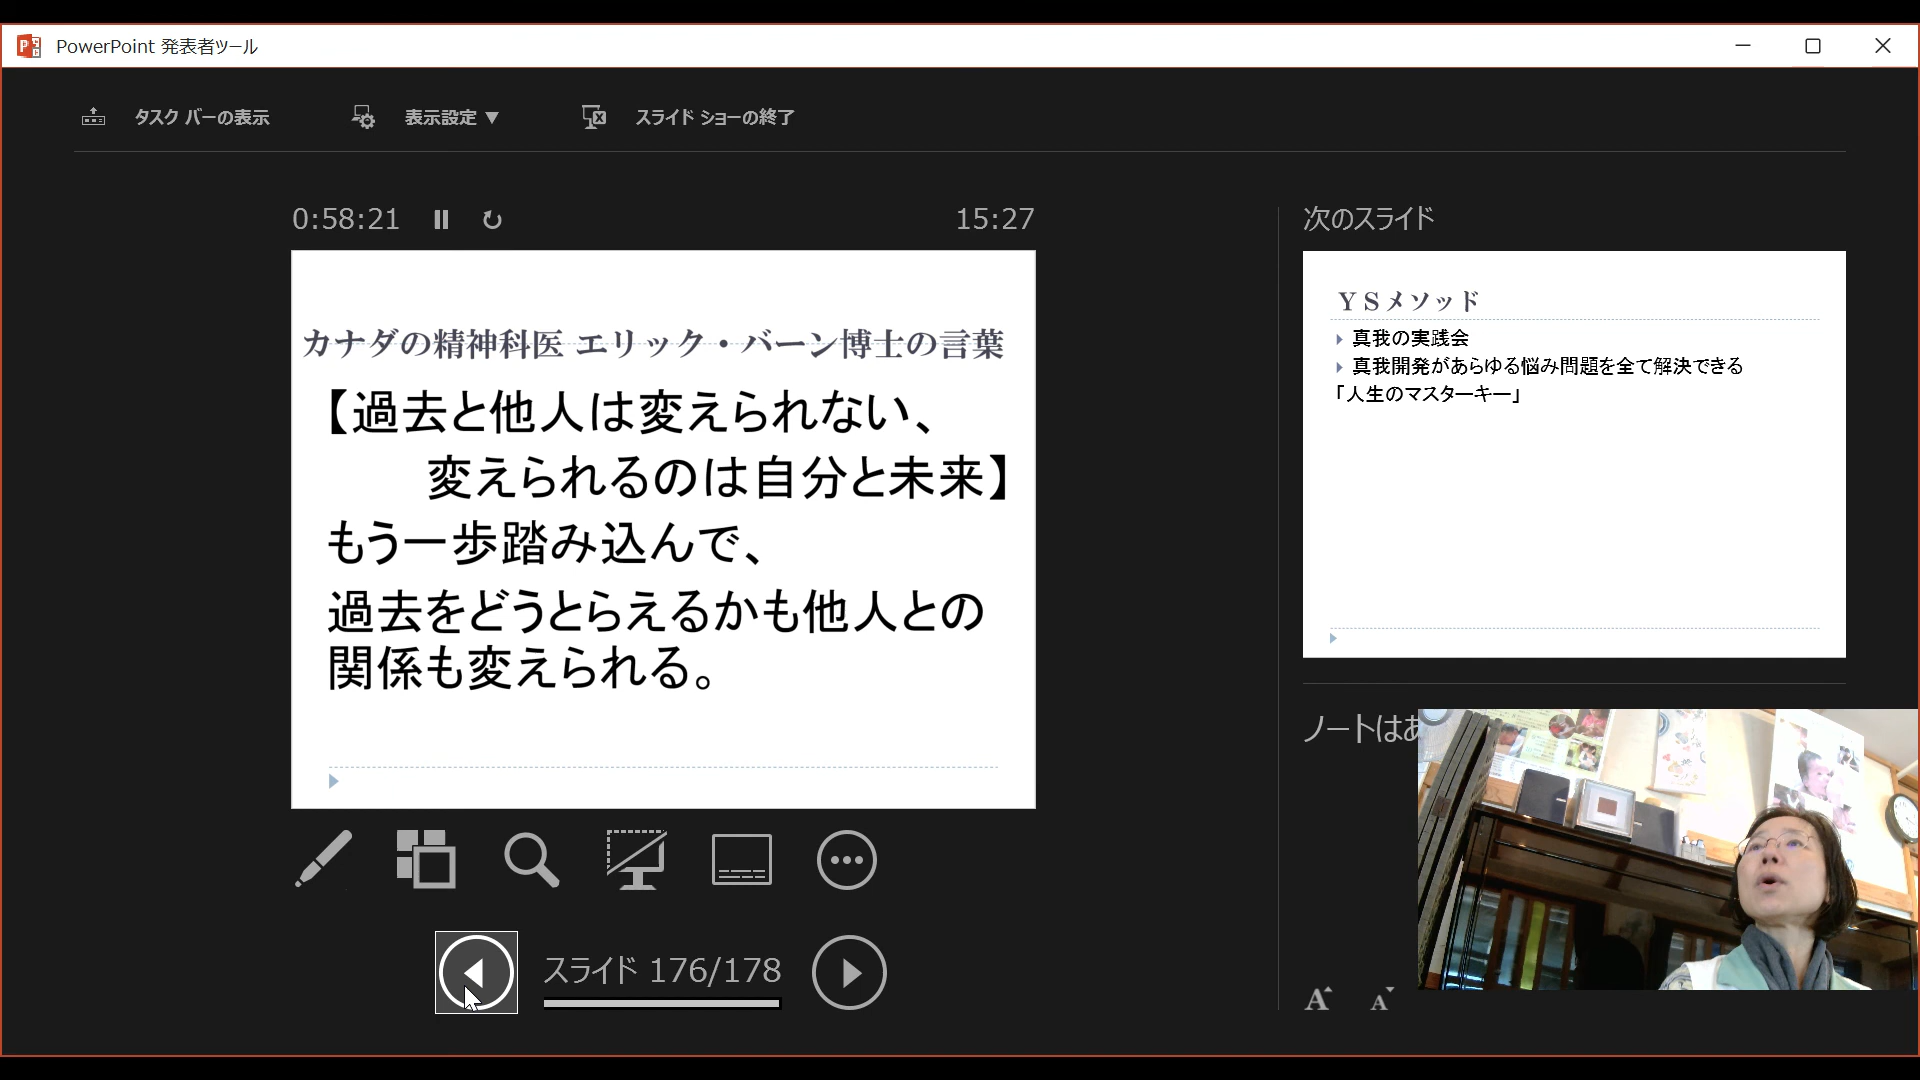 PowerPoint 発表者ツール
タスク バーの表示
表示設定 ▼
スライド ショーの終了
0:58:21
15:27
カナダの精神科医 エリック・バーン博士の言葉
【過去と他人は変えられない、
変えられるのは自分と未来】
もう一歩踏み込んで、
過去をどうとらえるかも他人との
関係も変えられる。
スライド 176/178
次のスライド
ＹＳメソッド
真我の実践会
真我開発があらゆる悩み問題を全て解決できる
「人生のマスターキー」
ノートはあ
A
A